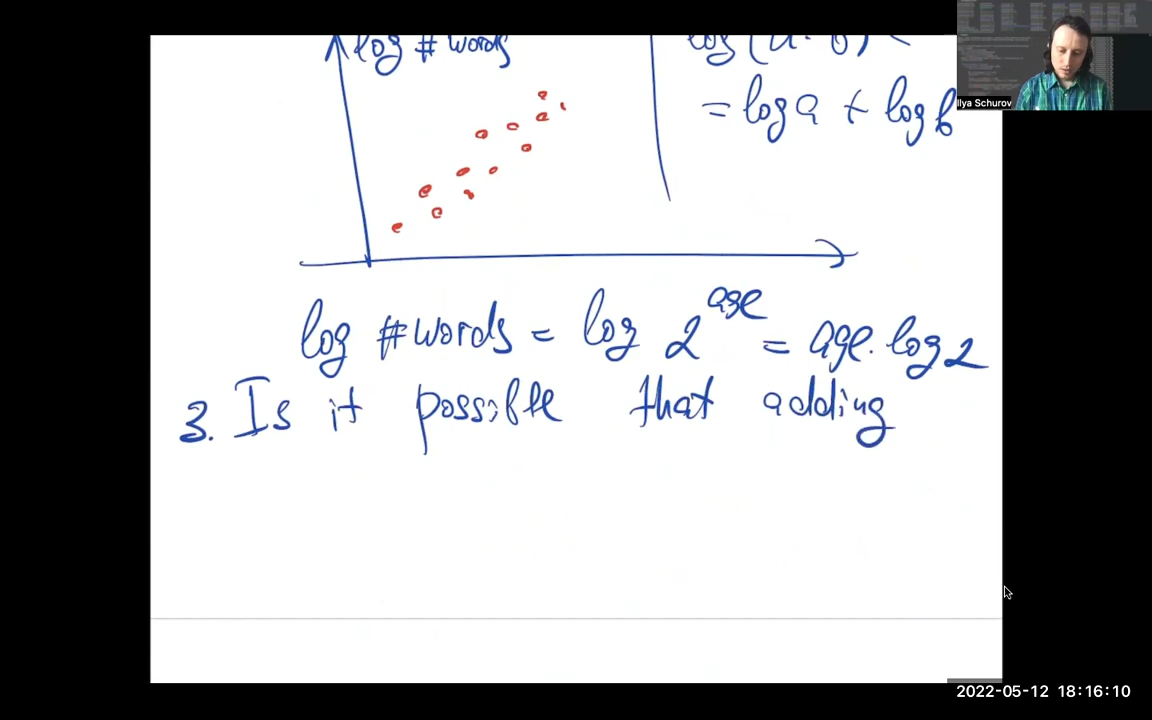 log # words
= log a + log b
Ilya Schurov
log #words = log 2^age = age · log 2
3. Is it possible that adding
2022-05-12 18:16:10